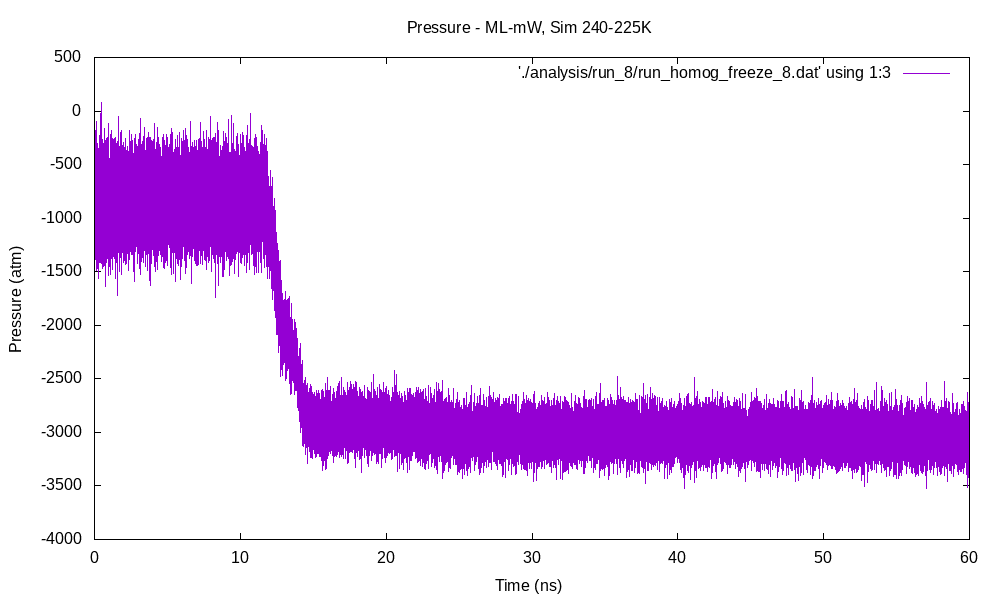 Pressure - ML-mW, Sim 240-225K
'./analysis/run_8/run_homog_freeze_8.dat' using 1:3
500
0
-500
-1000
-1500
-2000
-2500
-3000
-3500
-4000
Pressure (atm)
0 10 20 30 40 50 60
Time (ns)